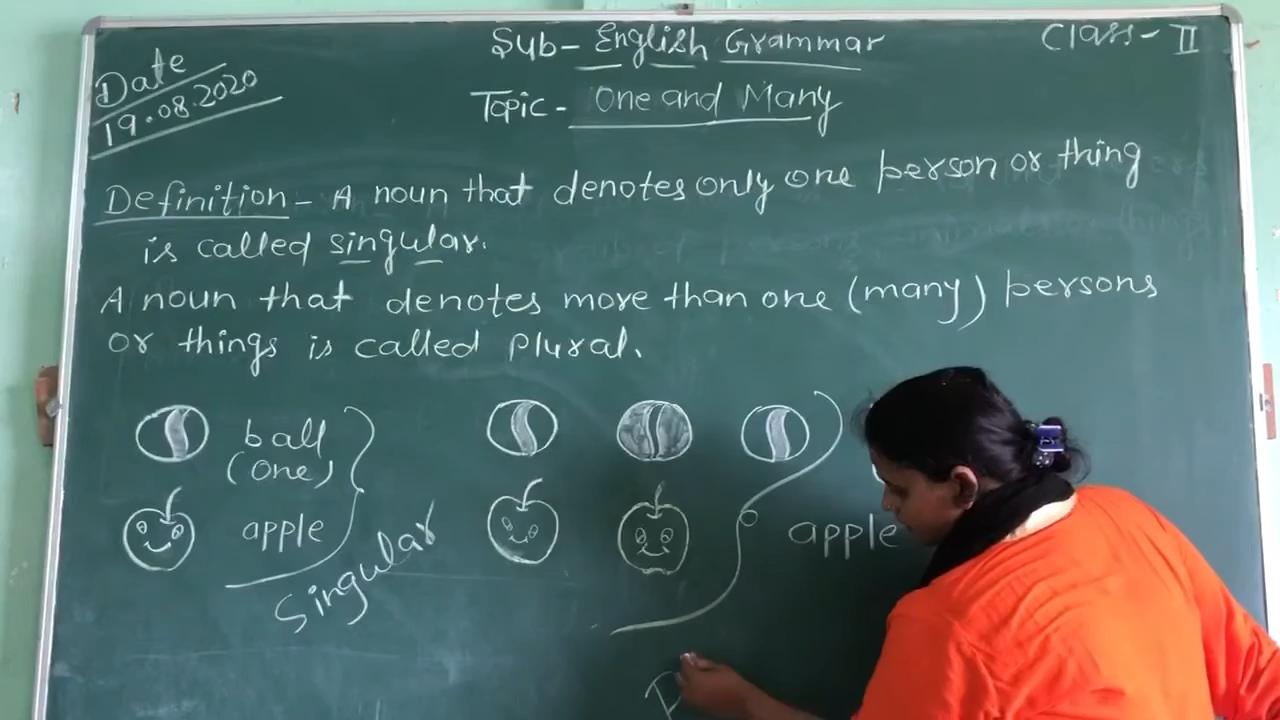 Date
19.08.2020
Sub- English Grammar
Class- II
Topic- One and Many
Definition- A noun that denotes only one person or thing
is called singular.
A noun that denotes more than one (many) persons
or things is called plural.
ball
(one)
apple
singular
apple
P